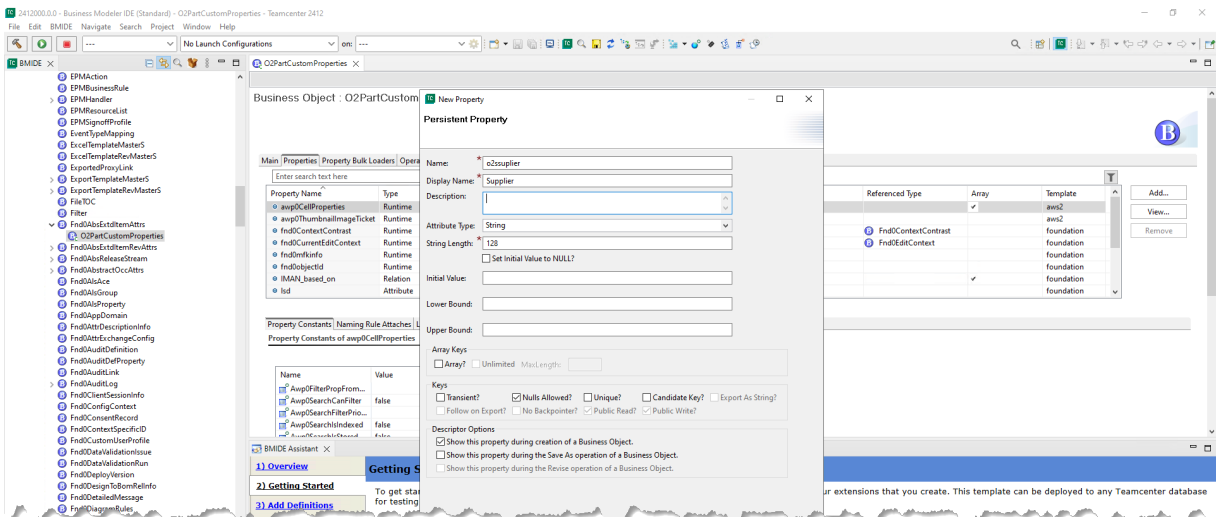 2412000.0.0 - Business Modeler IDE (Standard) - O2PartCustomProperties - Teamcenter 2412
File Edit BMIDE Navigate Search Project Window Help
--- No Launch Configurations on: ---
BMIDE
EPMAction
EPMBusinessRule
EPMHandler
EPMResourceList
EPMSignoffProfile
EventTypeMapping
ExcelTemplateMasterS
ExcelTemplateRevMasterS
ExportedProxyLink
ExportTemplateMasterS
ExportTemplateRevMasterS
FileTOC
Filter
Fnd0AbsExtdItemAttrs
O2PartCustomProperties
Fnd0AbsExtdItemRevAttrs
Fnd0AbsReleaseStream
Fnd0AbstractOccAttrs
Fnd0AlsAce
Fnd0AlsGroup
Fnd0AlsProperty
Fnd0AppDomain
Fnd0AttrDescriptionInfo
Fnd0AttrExchangeConfig
Fnd0AuditDefinition
Fnd0AuditDefProperty
Fnd0AuditLink
Fnd0AuditLog
Fnd0ClientSessionInfo
Fnd0ConfigContext
Fnd0ConsentRecord
Fnd0ContextSpecificID
Fnd0CustomUserProfile
Fnd0DataValidationIssue
Fnd0DataValidationRun
Fnd0DeployVersion
Fnd0DesignToBomRelInfo
Fnd0DetailedMessage
Fnd0DiagramRules
O2PartCustomProperties
Business Object : O2PartCustom
Main Properties Property Bulk Loaders Opera
Enter search text here
Property Name Type Referenced Type Array Template
awp0CellProperties Runtime aws2
awp0ThumbnailImageTicket Runtime aws2
fnd0ContextContrast Runtime Fnd0ContextContrast foundation
fnd0CurrentEditContext Runtime Fnd0EditContext foundation
fnd0mfkinfo Runtime foundation
fnd0objectId Runtime foundation
IMAN_based_on Relation foundation
lsd Attribute foundation
Add...
View...
Remove
Property Constants Naming Rule Attaches L
Property Constants of awp0CellProperties
Name Value
Awp0FilterPropFrom...
Awp0SearchCanFilter false
Awp0SearchFilterPrio...
Awp0SearchIsIndexed false
Awp0SearchIsStored false
New Property
Persistent Property
Name: * o2ssuplier
Display Name: * Supplier
Description:
Attribute Type: String
String Length: * 128
Set Initial Value to NULL?
Initial Value:
Lower Bound:
Upper Bound:
Array Keys
Array? Unlimited MaxLength:
Keys
Transient? Nulls Allowed? Unique? Candidate Key? Export As String?
Follow on Export? No Backpointer? Public Read? Public Write?
Descriptor Options
Show this property during creation of a Business Object.
Show this property during the Save As operation of a Business Object.
Show this property during the Revise operation of a Business Object.
BMIDE Assistant
1) Overview
2) Getting Started
3) Add Definitions
Getting S
To get star
for testing
ur extensions that you create. This template can be deployed to any Teamcenter database